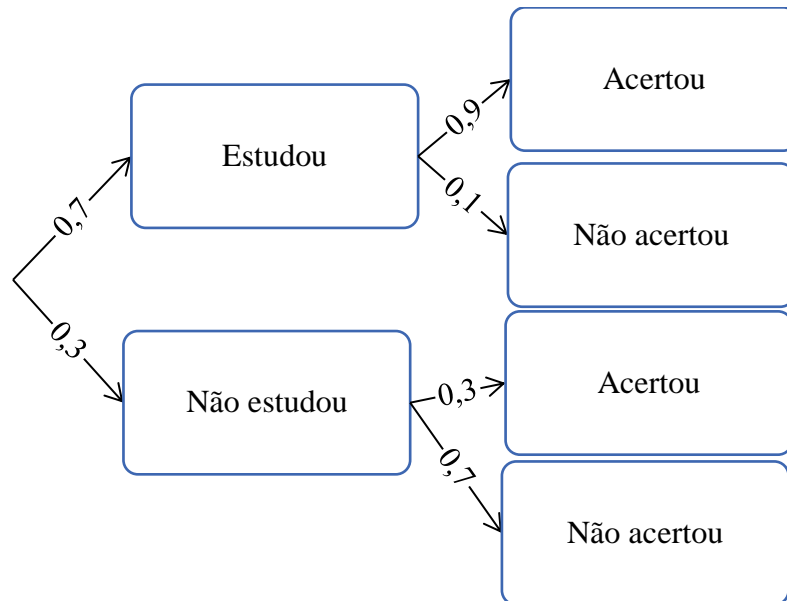 Acertou
0,9
Estudou
0,1
0,7
Não acertou
0,3
Acertou
Não estudou
0,3
0,7
Não acertou